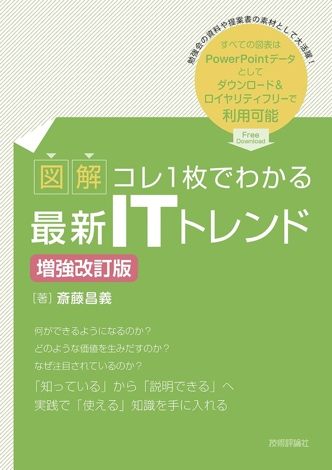 勉強会の資料や提案書の素材として大活躍!
すべての図表は
PowerPointデータ
として
ダウンロード&
ロイヤリティフリーで
利用可能
Free
Download
図解 コレ1枚でわかる
最新ITトレンド
増強改訂版
[著] 斎藤昌義
何ができるようになるのか?
どのような価値を生みだすのか?
なぜ注目されているのか?
「知っている」から「説明できる」へ
実践で「使える」知識を手に入れる
技術評論社